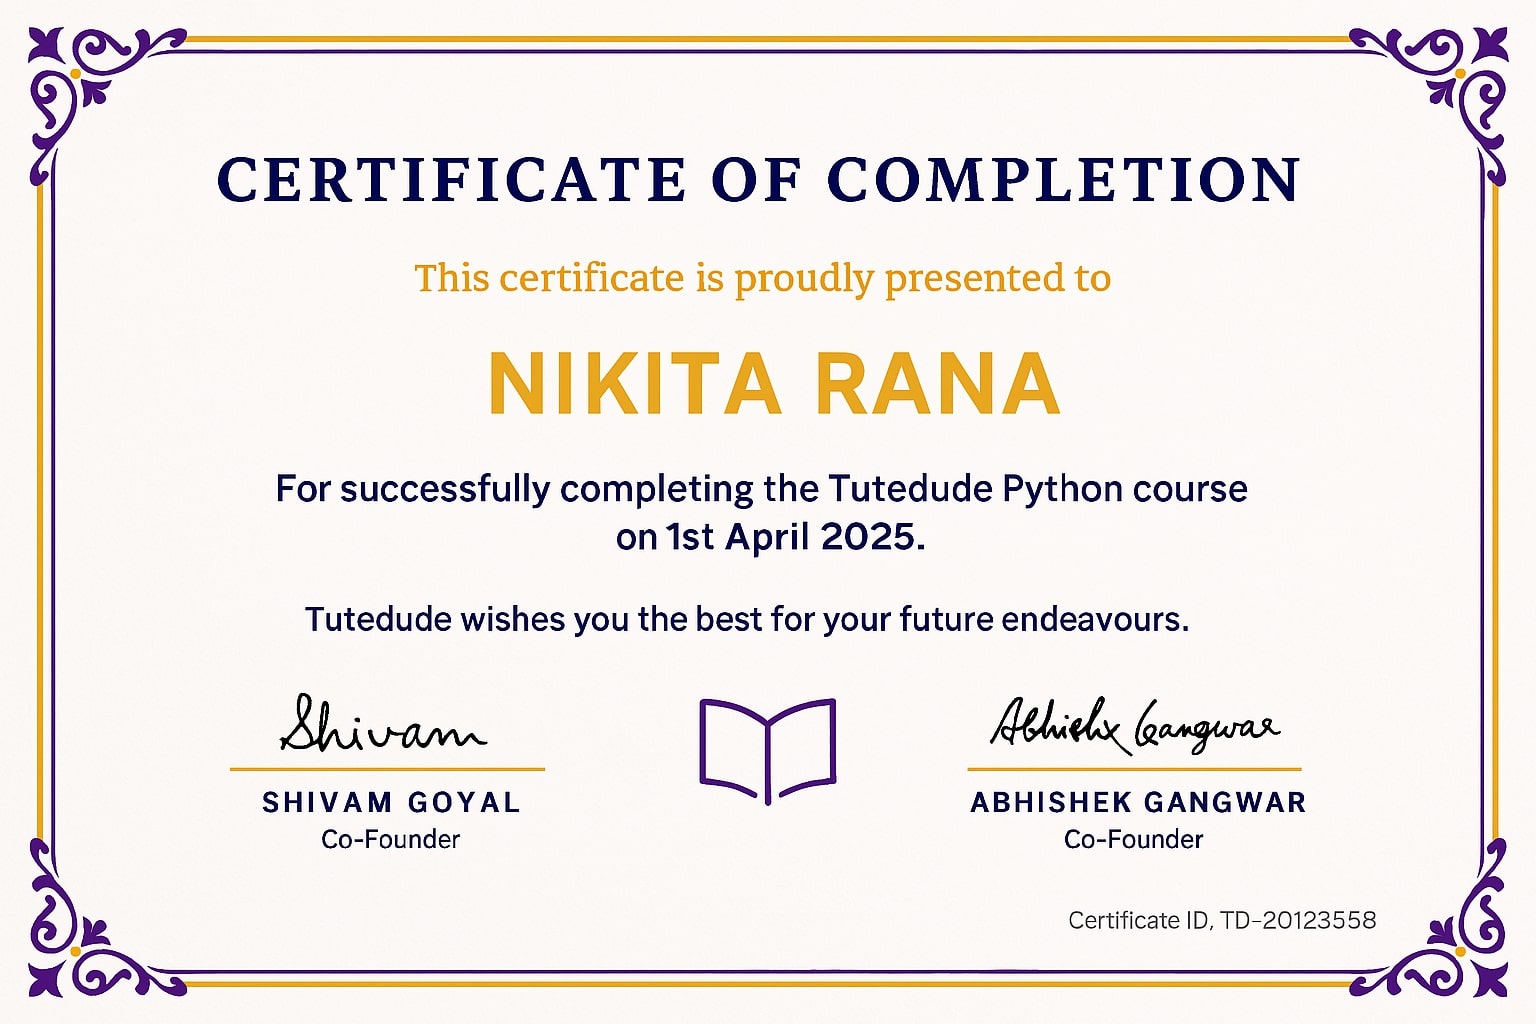 CERTIFICATE OF COMPLETION
This certificate is proudly presented to
NIKITA RANA
For successfully completing the Tutedude Python course
on 1st April 2025.
Tutedude wishes you the best for your future endeavours.
Shivam
Abhishx Gangwar
SHIVAM GOYAL
ABHISHEK GANGWAR
Co-Founder
Co-Founder
Certificate ID, TD-20123558